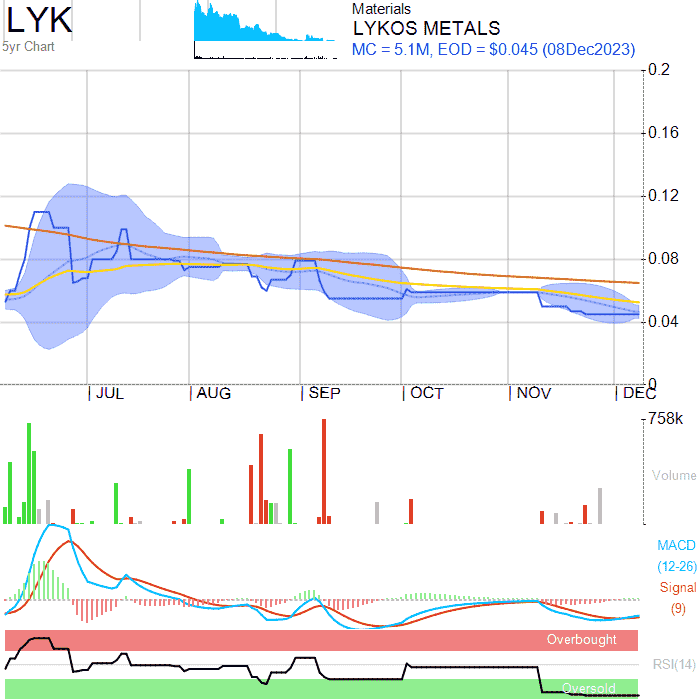 LYK
5yr Chart
Materials
LYKOS METALS
MC = 5.1M, EOD = $0.045 (08Dec2023)
0.2
0.16
0.12
0.08
0.04
0
JUL AUG SEP OCT NOV DEC
758k
Volume
MACD
(12-26)
Signal
(9)
Overbought
RSI(14)
Oversold